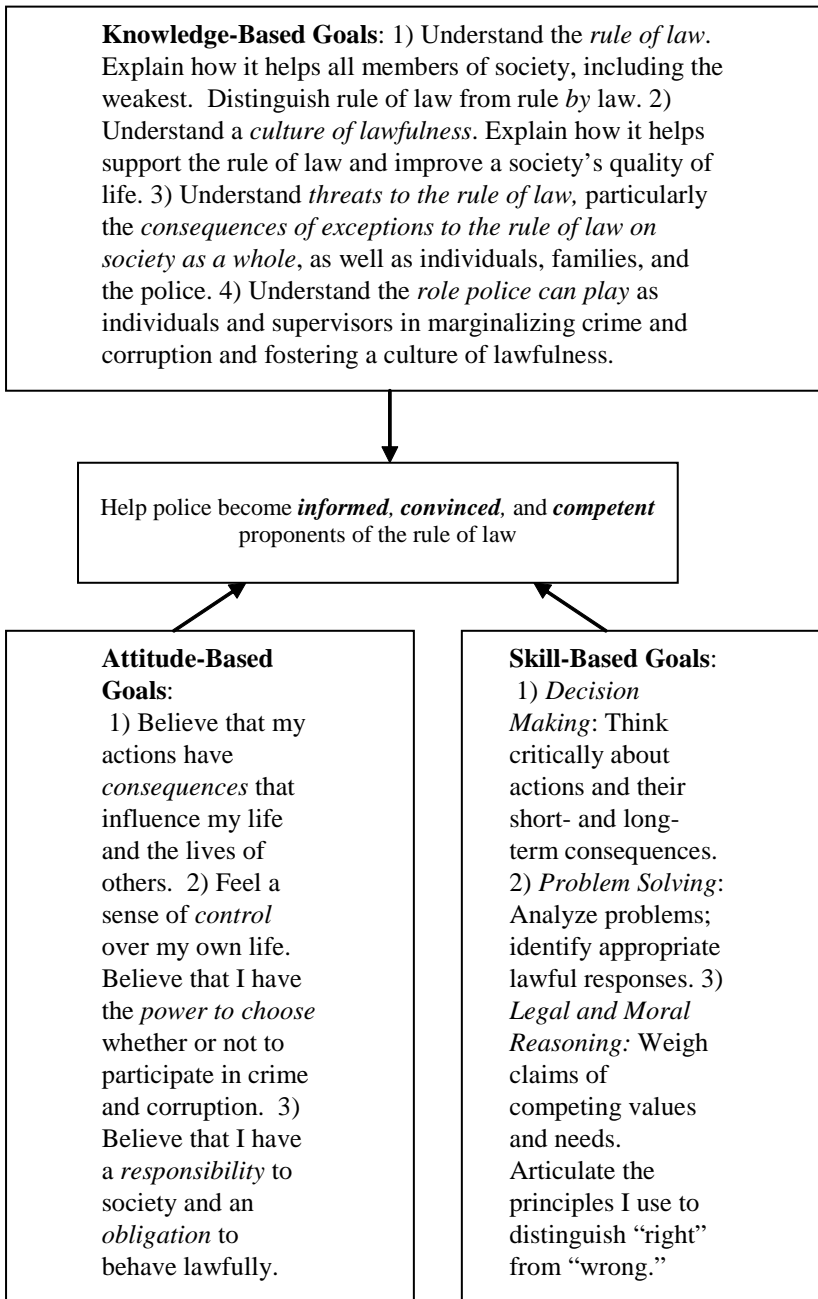 Knowledge-Based Goals: 1) Understand the rule of law.
Explain how it helps all members of society, including the
weakest.  Distinguish rule of law from rule by law. 2)
Understand a culture of lawfulness. Explain how it helps
support the rule of law and improve a society’s quality of
life. 3) Understand threats to the rule of law, particularly
the consequences of exceptions to the rule of law on
society as a whole, as well as individuals, families, and
the police. 4) Understand the role police can play as
individuals and supervisors in marginalizing crime and
corruption and fostering a culture of lawfulness.
Help police become informed, convinced, and competent
proponents of the rule of law
Attitude-Based
Goals:
1) Believe that my
actions have
consequences that
influence my life
and the lives of
others.  2) Feel a
sense of control
over my own life.
Believe that I have
the power to choose
whether or not to
participate in crime
and corruption.  3)
Believe that I have
a responsibility to
society and an
obligation to
behave lawfully.
Skill-Based Goals:
1) Decision
Making: Think
critically about
actions and their
short- and long-
term consequences.
2) Problem Solving:
Analyze problems;
identify appropriate
lawful responses. 3)
Legal and Moral
Reasoning: Weigh
claims of
competing values
and needs.
Articulate the
principles I use to
distinguish “right”
from “wrong.”